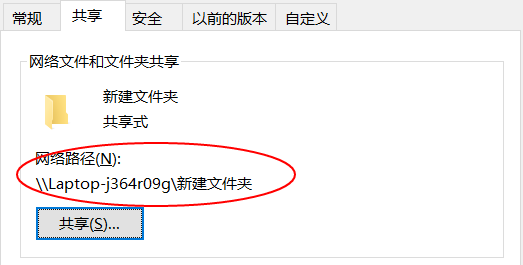 常规 共享 安全 以前的版本 自定义
网络文件和文件夹共享
新建文件夹
共享式
网络路径(N):
\\Laptop-j364r09g\新建文件夹
共享(S)...